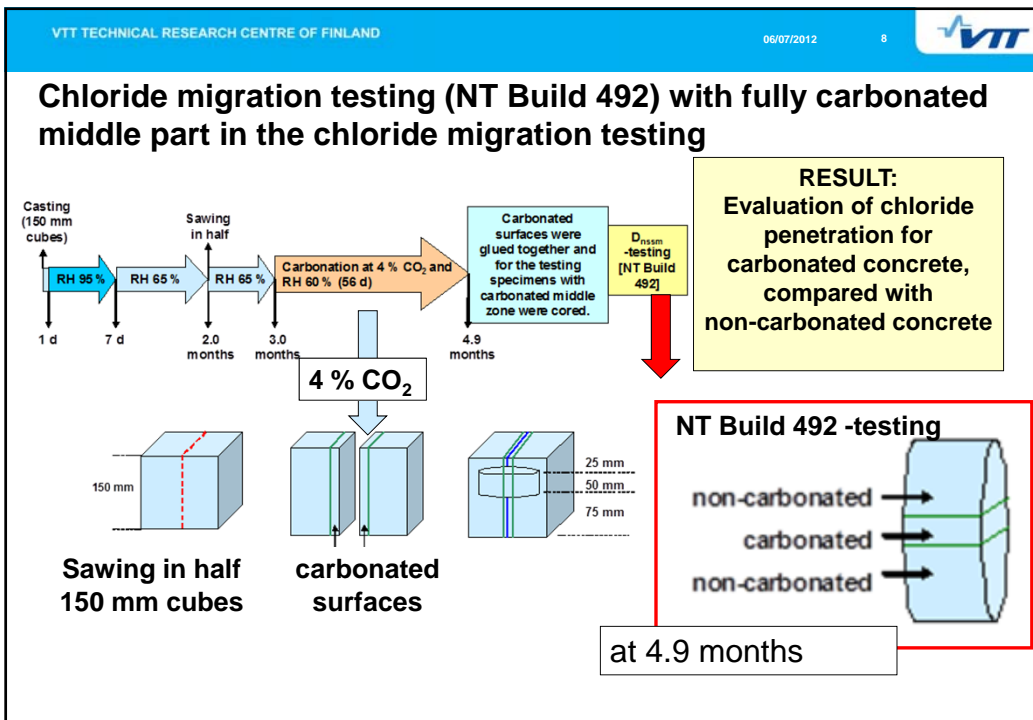 VTT TECHNICAL RESEARCH CENTRE OF FINLAND
06/07/2012
8
VTT
Chloride migration testing (NT Build 492) with fully carbonated
middle part in the chloride migration testing
Casting
(150 mm
cubes)
Sawing
in half
RH 95 %
RH 65 %
RH 65 %
Carbonation at 4 % CO2 and
RH 60 % (56 d)
1 d
7 d
2.0
months
3.0
months
4.9
months
Carbonated
surfaces were
glued together and
for the testing
specimens with
carbonated middle
zone were cored.
Dnssm
-testing
[NT Build
492]
RESULT:
Evaluation of chloride
penetration for
carbonated concrete,
compared with
non-carbonated concrete
4 % CO2
150 mm
Sawing in half
150 mm cubes
carbonated
surfaces
25 mm
50 mm
75 mm
NT Build 492 -testing
non-carbonated
carbonated
non-carbonated
at 4.9 months